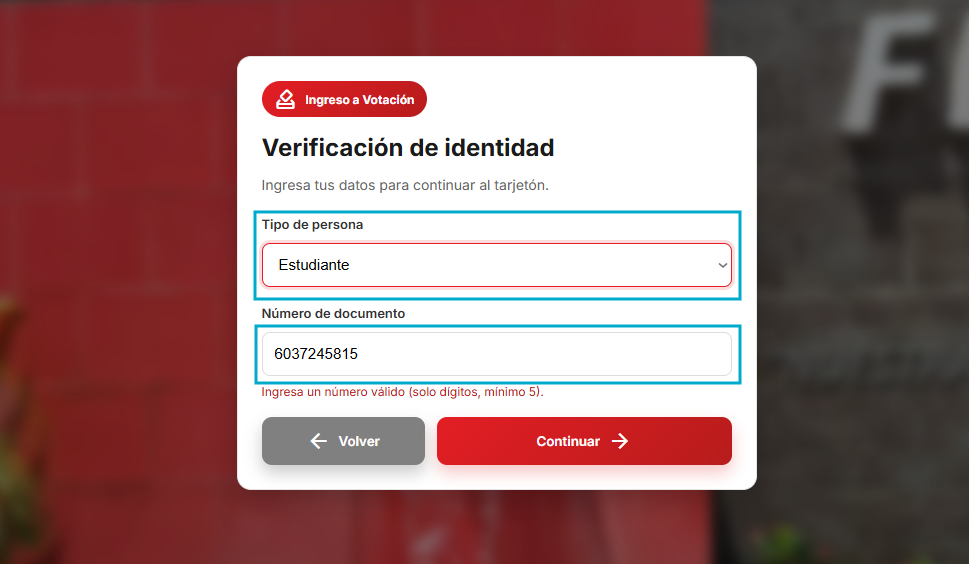 Ingreso a Votación
Verificación de identidad
Ingresa tus datos para continuar al tarjetón.
Tipo de persona
Estudiante
Número de documento
6037245815
Ingresa un número válido (solo dígitos, mínimo 5).
Volver
Continuar